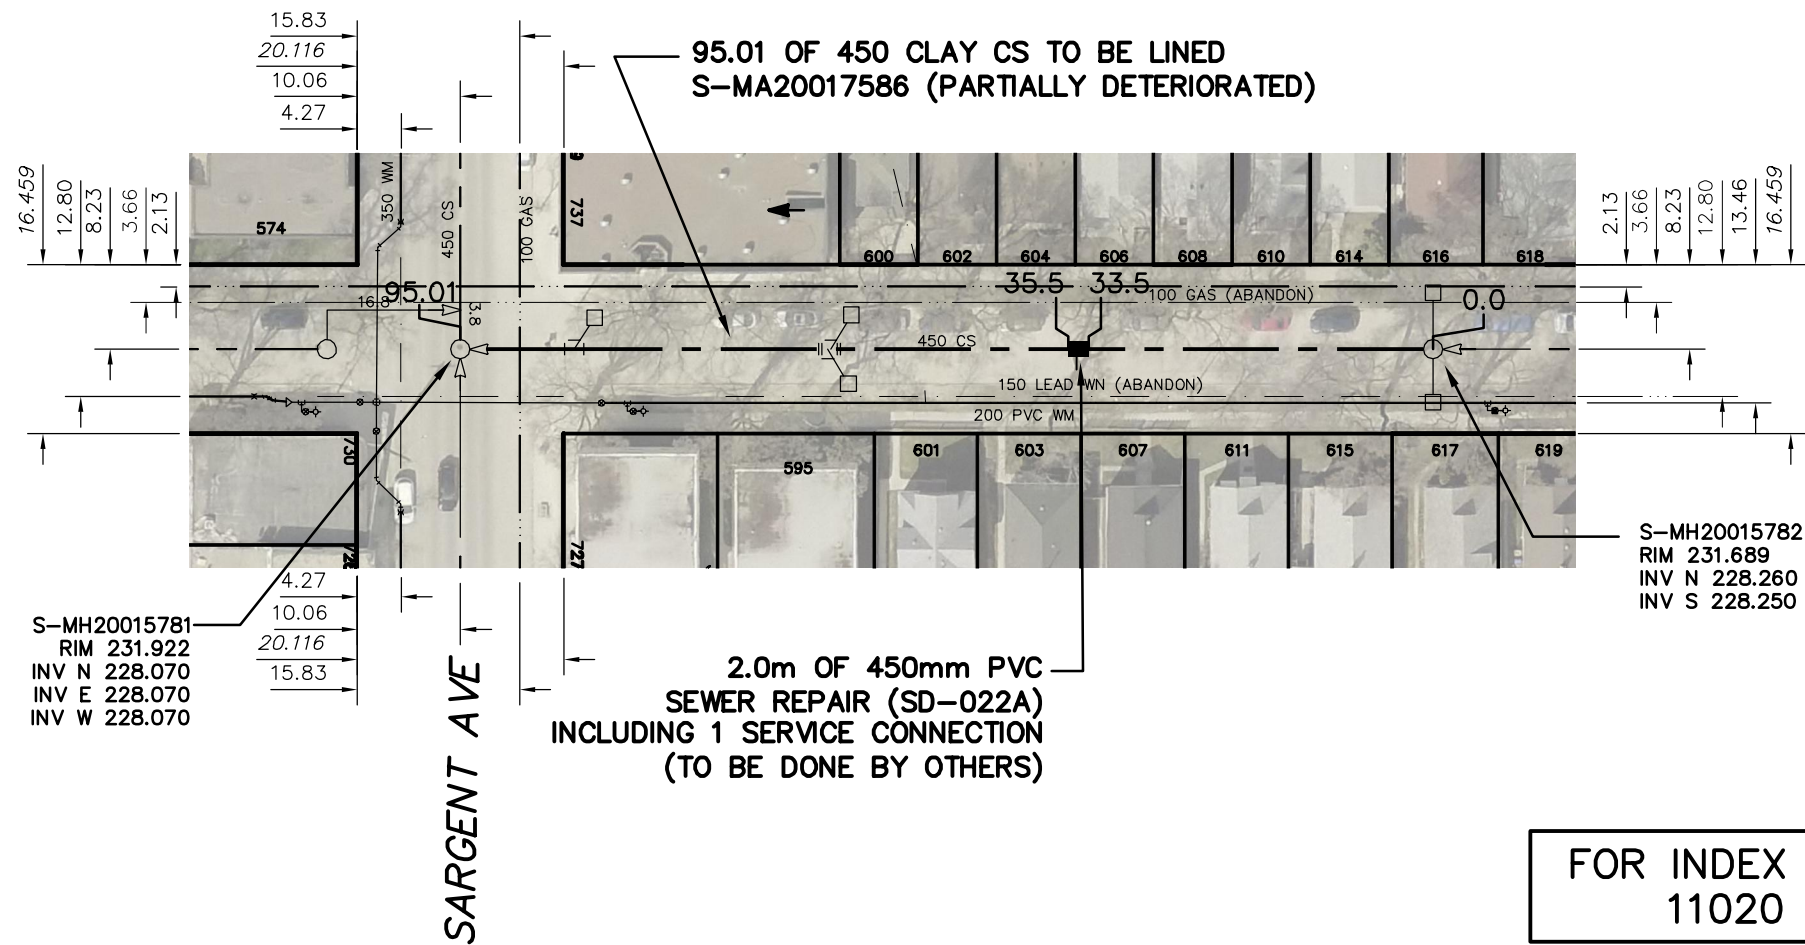 15.83
20.116
10.06
4.27
95.01 OF 450 CLAY CS TO BE LINED
S-MA20017586 (PARTIALLY DETERIORATED)
16.459
12.80
8.23
3.66
2.13
574
350 WM
450 CS
100 GAS
737
600
602
604
606
608
610
614
616
618
2.13
3.66
8.23
12.80
13.46
16.459
95.01
16.8
3.8
35.5
33.5
100 GAS (ABANDON)
0.0
450 CS
150 LEAD WN (ABANDON)
200 PVC WM
730
595
601
603
607
611
615
617
619
727
S-MH20015782
RIM 231.689
INV N 228.260
INV S 228.250
4.27
10.06
20.116
15.83
S-MH20015781
RIM 231.922
INV N 228.070
INV E 228.070
INV W 228.070
SARGENT AVE
2.0m OF 450mm PVC
SEWER REPAIR (SD-022A)
INCLUDING 1 SERVICE CONNECTION
(TO BE DONE BY OTHERS)
FOR INDEX
11020